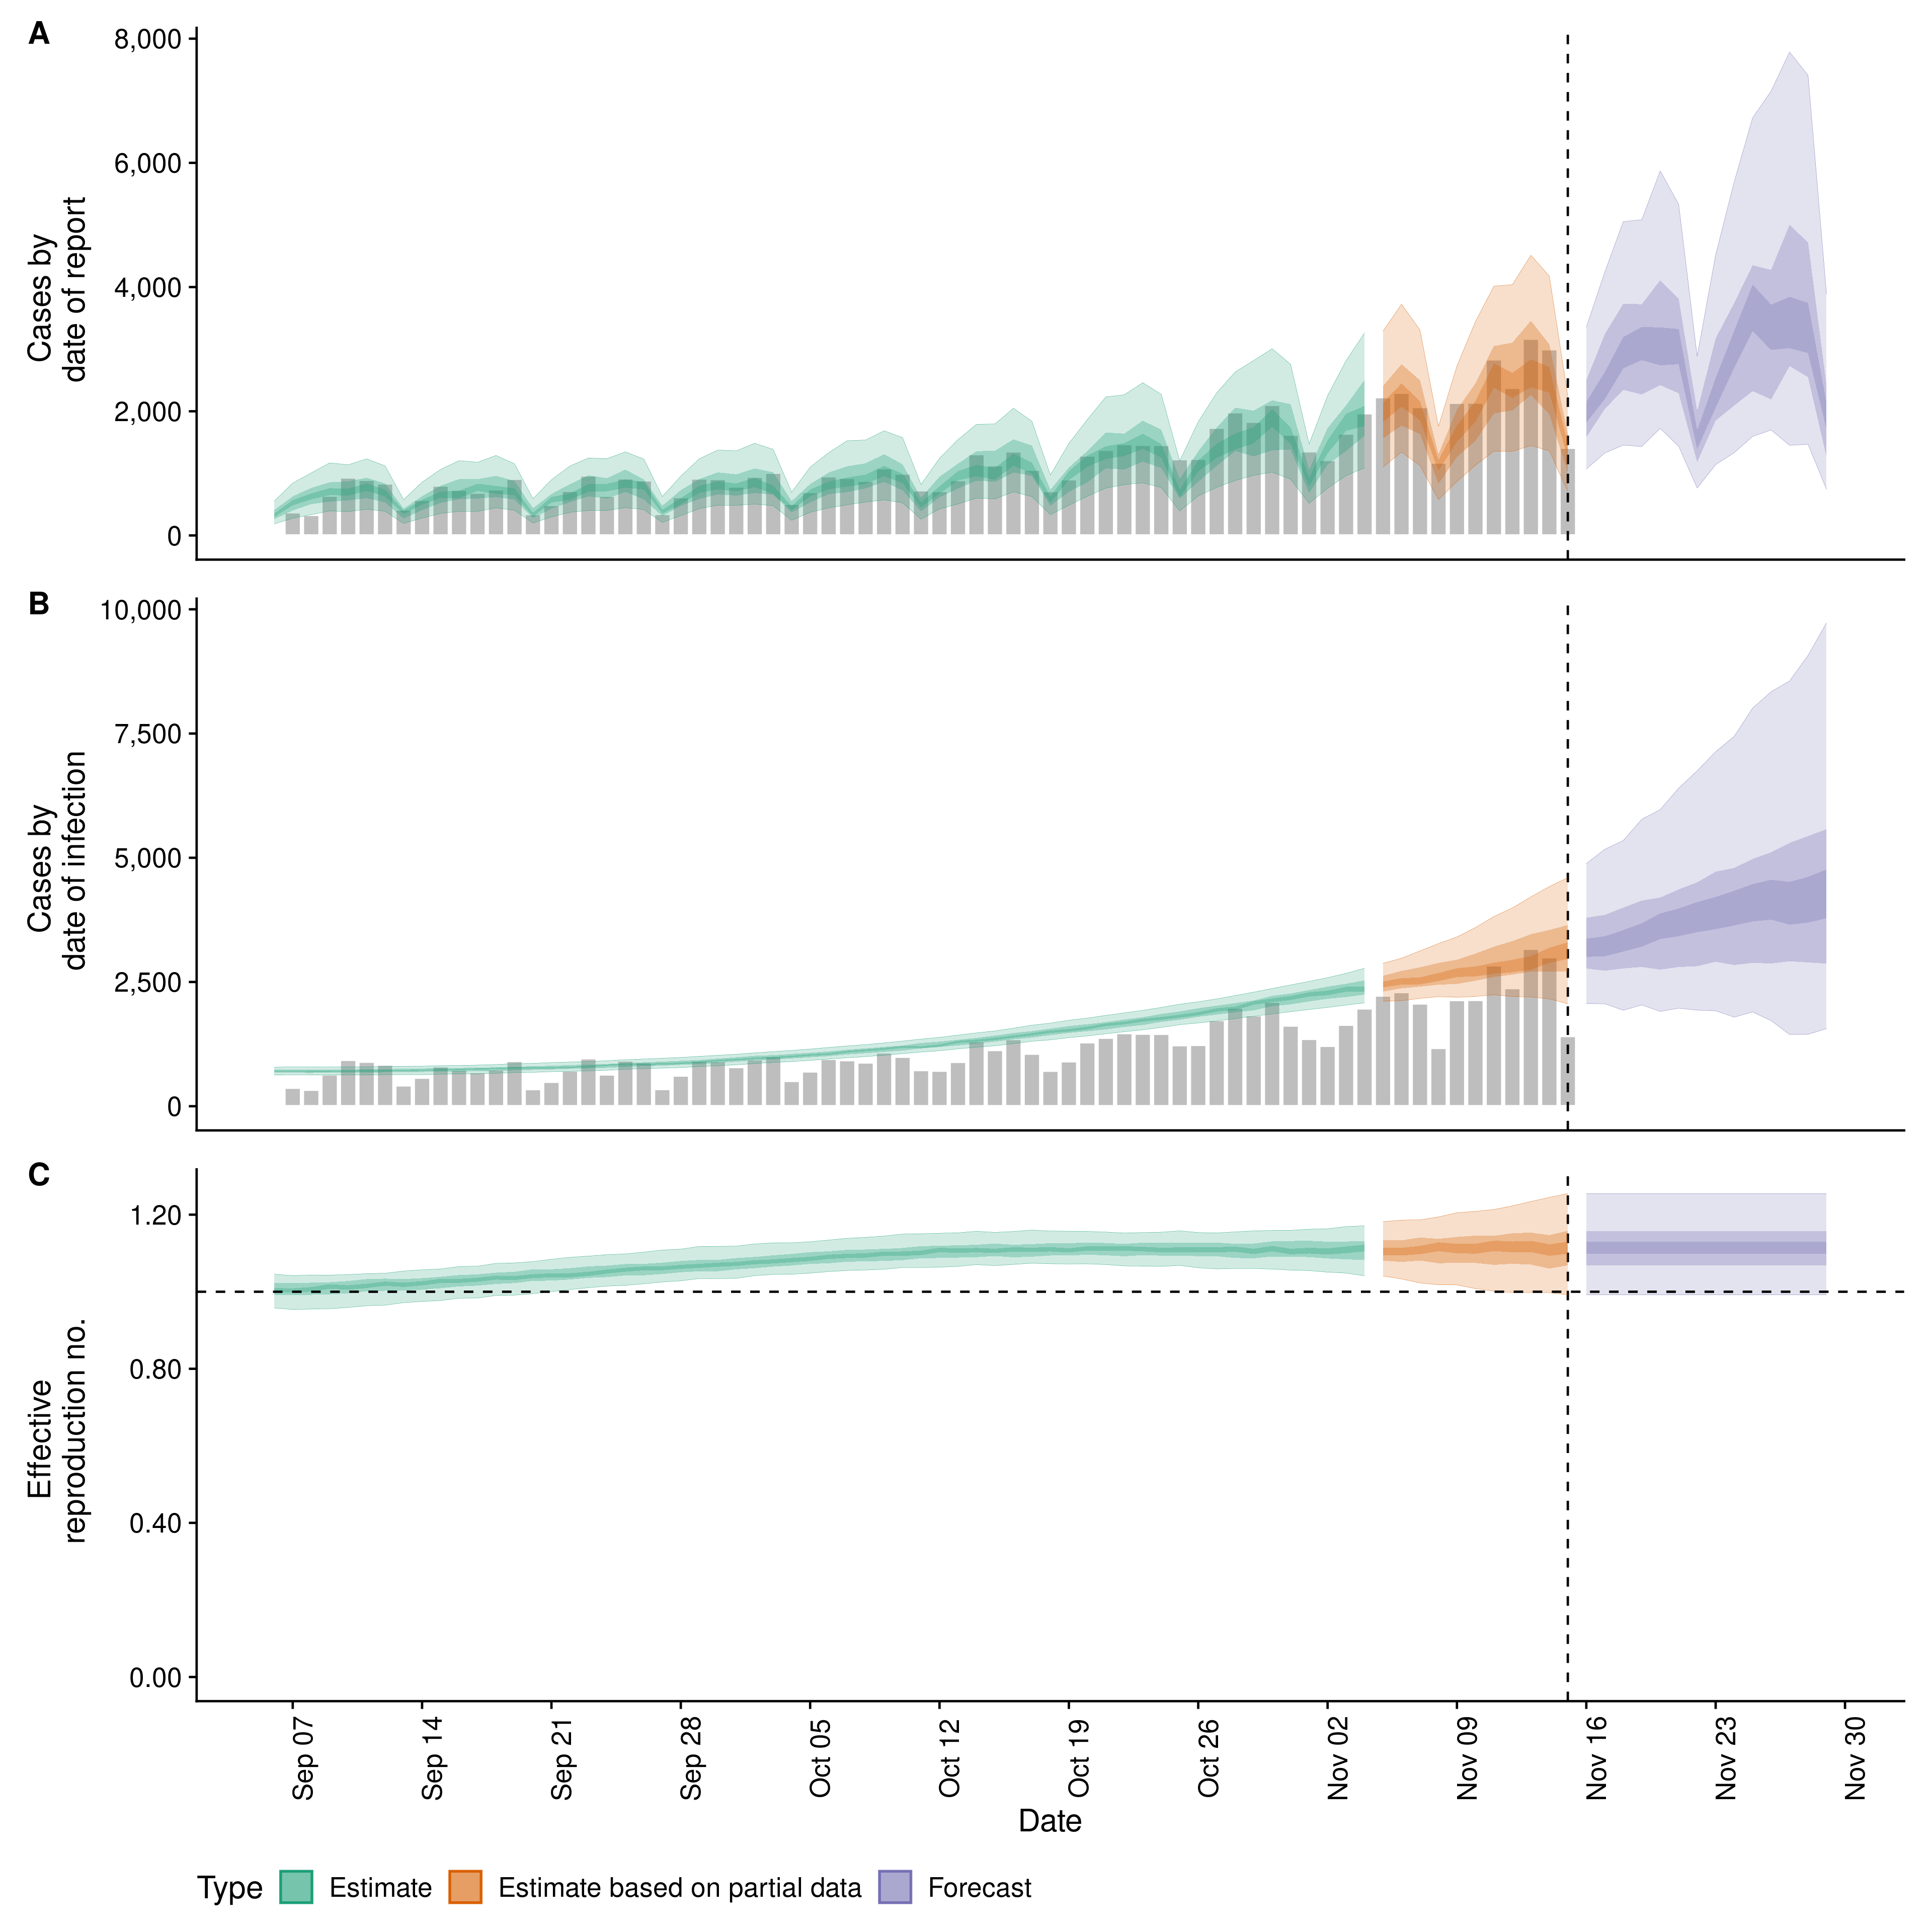 A
8,000
6,000
4,000
2,000
0
Cases by
date of report
B
10,000
7,500
5,000
2,500
0
Cases by
date of infection
C
1.20
0.80
0.40
0.00
Effective
reproduction no.
Sep 07
Sep 14
Sep 21
Sep 28
Oct 05
Oct 12
Oct 19
Oct 26
Nov 02
Nov 09
Nov 16
Nov 23
Nov 30
Date
Type Estimate Estimate based on partial data Forecast